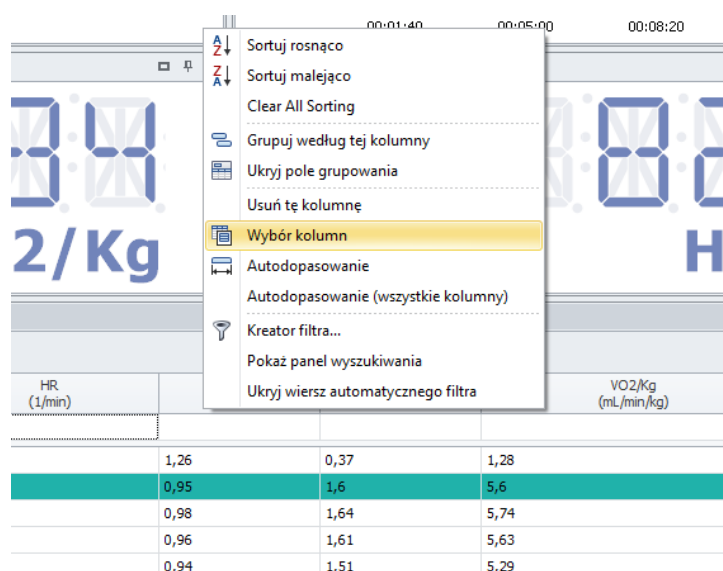 00:01:40 00:05:00 00:08:20
Sortuj rosnąco
Sortuj malejąco
Clear All Sorting
Grupuj według tej kolumny
Ukryj pole grupowania
Usuń tę kolumnę
Wybór kolumn
Autodopasowanie
Autodopasowanie (wszystkie kolumny)
Kreator filtra...
Pokaż panel wyszukiwania
Ukryj wiersz automatycznego filtra
2/Kg
H
HR
(1/min)
VO2/Kg
(mL/min/kg)
1,26 0,37 1,28
0,95 1,6 5,6
0,98 1,64 5,74
0,96 1,61 5,63
0,94 1,51 5,29